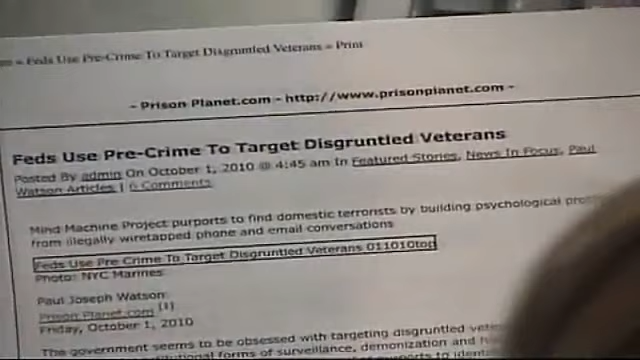 » Feds Use Pre-Crime To Target Disgruntled Veterans » Print
- Prison Planet.com - http://www.prisonplanet.com -
Feds Use Pre-Crime To Target Disgruntled Veterans
Posted By admin On October 1, 2010 @ 4:45 am In Featured Stories, News In Focus, Paul
Watson Articles | 6 Comments
Mind Machine Project purports to find domestic terrorists by building psychological
from illegally wiretapped phone and email conversations
Feds Use Pre Crime To Target Disgruntled Veterans 011010top
Photo: NYC Marines
Paul Joseph Watson
Prison Planet.com [1]
Friday, October 1, 2010
The government seems to be obsessed with targeting disgruntled
forms of surveillance, demonization and